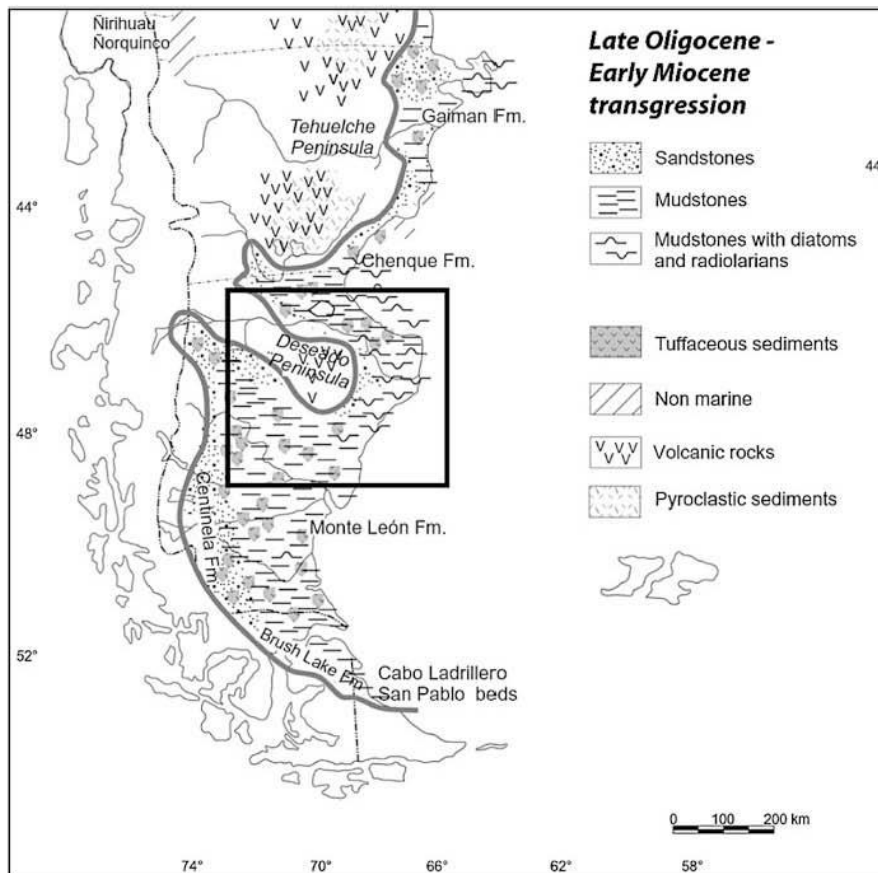 Ñirihuau
Ñorquinco
Tehuelche
Peninsula
Gaiman Fm.
Chenque Fm.
Deseado
Peninsula
Centinela Fm.
Monte León Fm.
Brush Lake Fm
Cabo Ladrillero
San Pablo beds
44°
48°
52°
74°
70°
66°
62°
58°
Late Oligocene -
Early Miocene
transgression
Sandstones
44
Mudstones
Mudstones with diatoms
and radiolarians
Tuffaceous sediments
Non marine
Volcanic rocks
Pyroclastic sediments
0 100 200 km